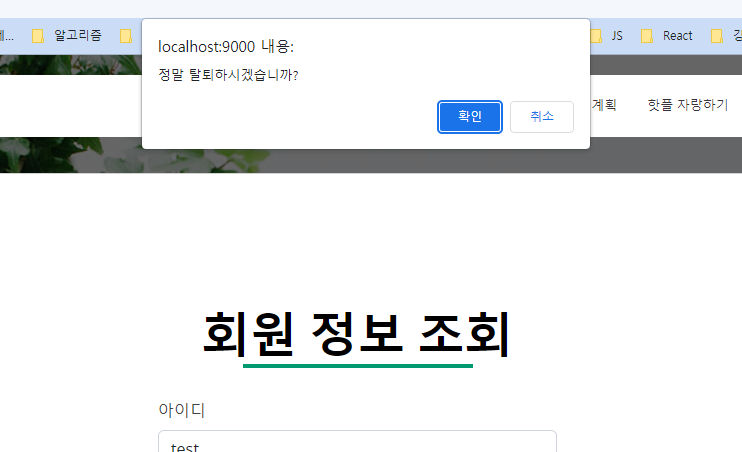 localhost:9000 내용:
정말 탈퇴하시겠습니까?
확인 취소
알고리즘 JS React
계획 핫플 자랑하기
회원 정보 조회
아이디
test